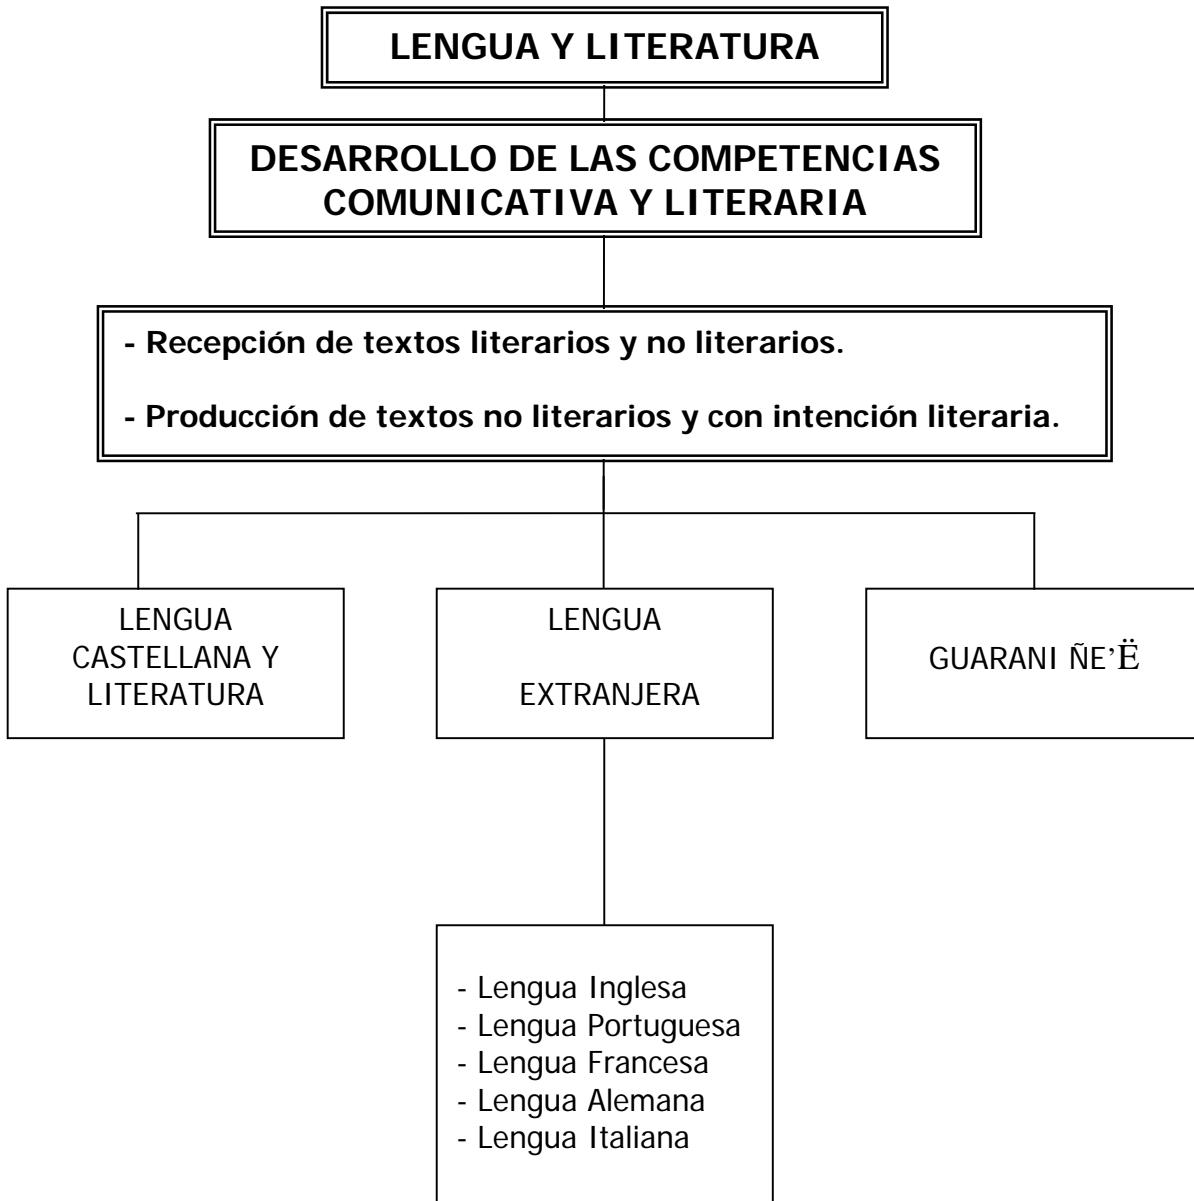 LENGUA Y LITERATURA
DESARROLLO DE LAS COMPETENCIAS
COMUNICATIVA Y LITERARIA
- Recepción de textos literarios y no literarios.
- Producción de textos no literarios y con intención literaria.
LENGUA
CASTELLANA Y
LITERATURA
LENGUA
EXTRANJERA
GUARANI ÑE’Ë
- Lengua Inglesa
- Lengua Portuguesa
- Lengua Francesa
- Lengua Alemana
- Lengua Italiana